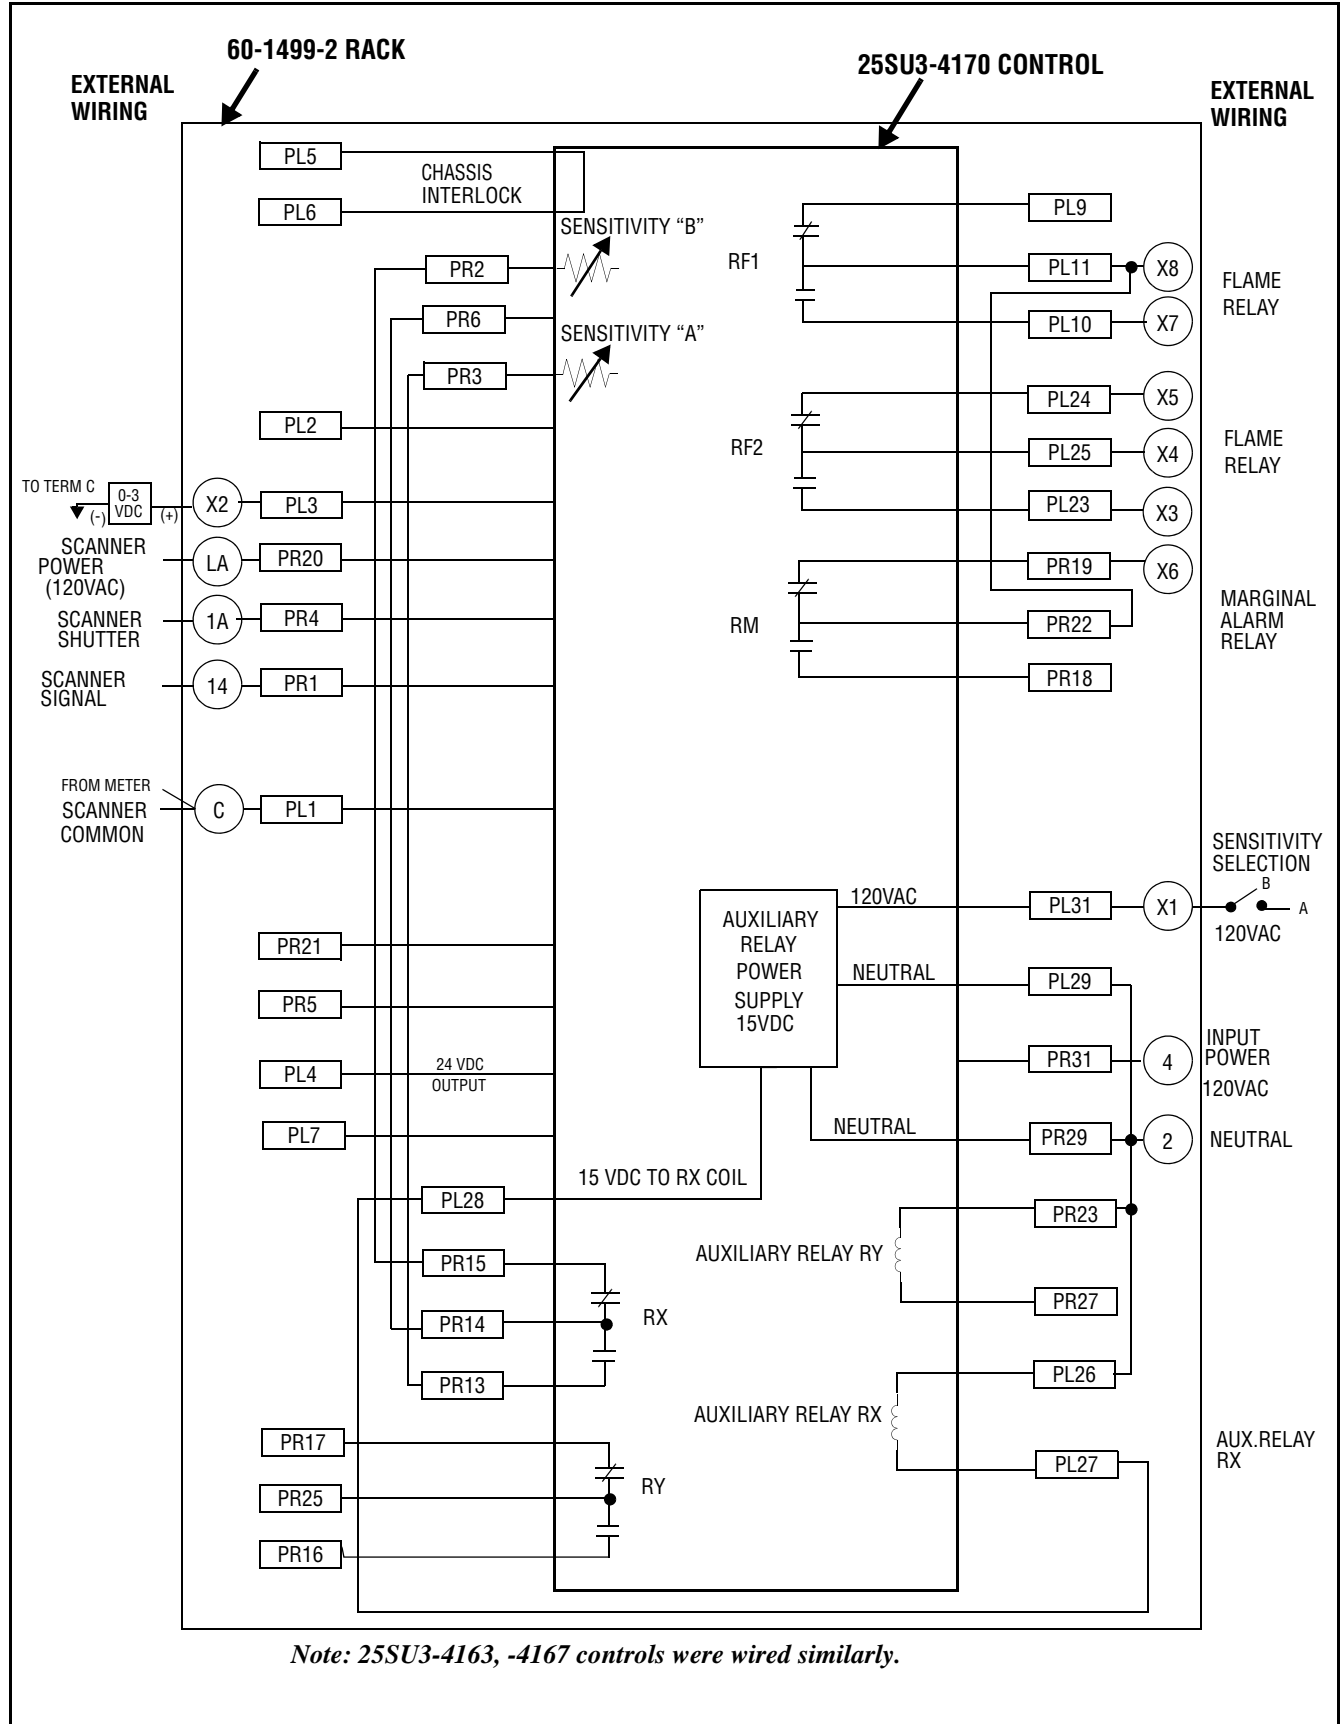 60-1499-2 RACK
25SU3-4170 CONTROL
EXTERNAL
WIRING
EXTERNAL
WIRING
PL5
CHASSIS
INTERLOCK
PL6
SENSITIVITY “B”
PR2
PR6
SENSITIVITY “A”
PR3
PL2
TO TERM C
0-3
VDC
(-)
(+)
X2
PL3
SCANNER
POWER
(120VAC)
LA
PR20
SCANNER
SHUTTER
1A
PR4
SCANNER
SIGNAL
14
PR1
FROM METER
SCANNER
COMMON
C
PL1
PR21
PR5
PL4
24 VDC
OUTPUT
PL7
PL28
15 VDC TO RX COIL
PR15
PR14
PR13
RX
PR17
PR25
PR16
RY
RF1
PL9
PL11
X8
PL10
X7
FLAME
RELAY
RF2
PL24
X5
PL25
X4
PL23
X3
FLAME
RELAY
RM
PR19
X6
PR22
PR18
MARGINAL
ALARM
RELAY
AUXILIARY
RELAY
POWER
SUPPLY
15VDC
120VAC
PL31
X1
SENSITIVITY
SELECTION
B
A
120VAC
NEUTRAL
PL29
PR31
4
INPUT
POWER
120VAC
NEUTRAL
PR29
2
NEUTRAL
PR23
AUXILIARY RELAY RY
PR27
PL26
AUXILIARY RELAY RX
PL27
AUX.RELAY
RX
Note: 25SU3-4163, -4167 controls were wired similarly.